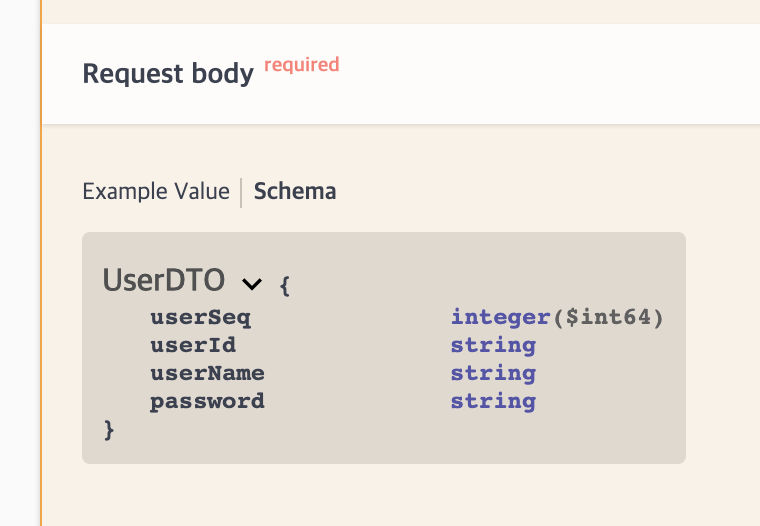 Request body required
Example Value | Schema
UserDTO {
userSeq integer($int64)
userId string
userName string
password string
}